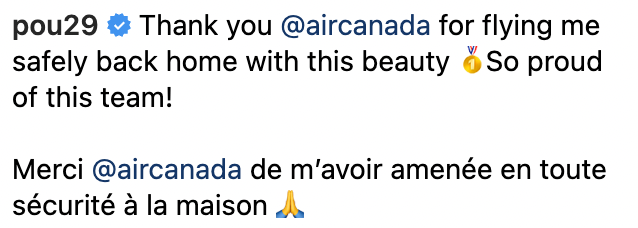 pou29 Thank you @aircanada for flying me
safely back home with this beauty 🏅So proud
of this team!
Merci @aircanada de m’avoir amenée en toute
sécurité à la maison 🙏